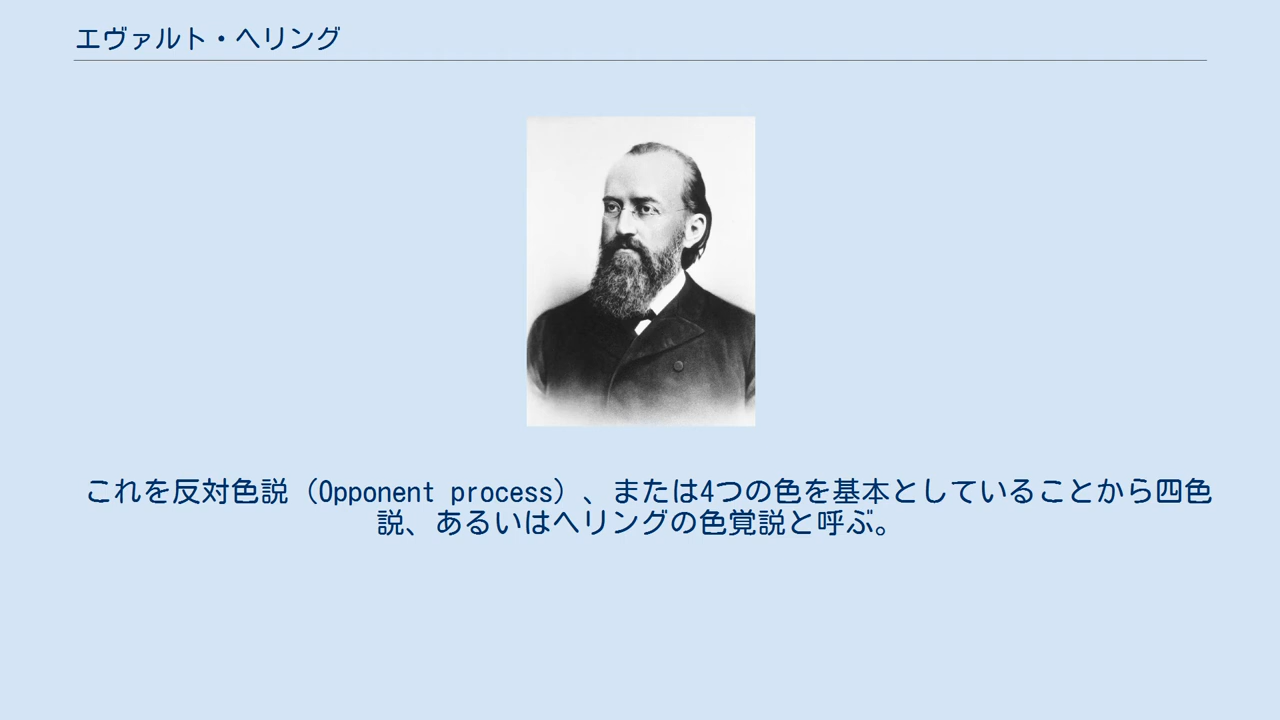 エヴァルト・ヘリング
これを反対色説（Opponent process）、または4つの色を基本としていることから四色
説、あるいはヘリングの色覚説と呼ぶ。